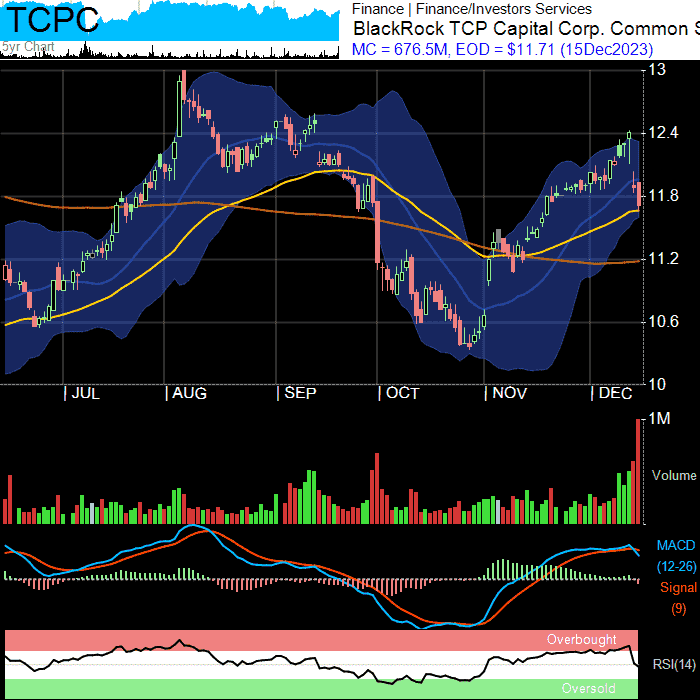 TCPC
5yr Chart
Finance | Finance/Investors Services
BlackRock TCP Capital Corp. Common S
MC = 676.5M, EOD = $11.71 (15Dec2023)
13
12.4
11.8
11.2
10.6
10
JUL
AUG
SEP
OCT
NOV
DEC
1M
Volume
MACD
(12-26)
Signal
(9)
Overbought
RSI(14)
Oversold